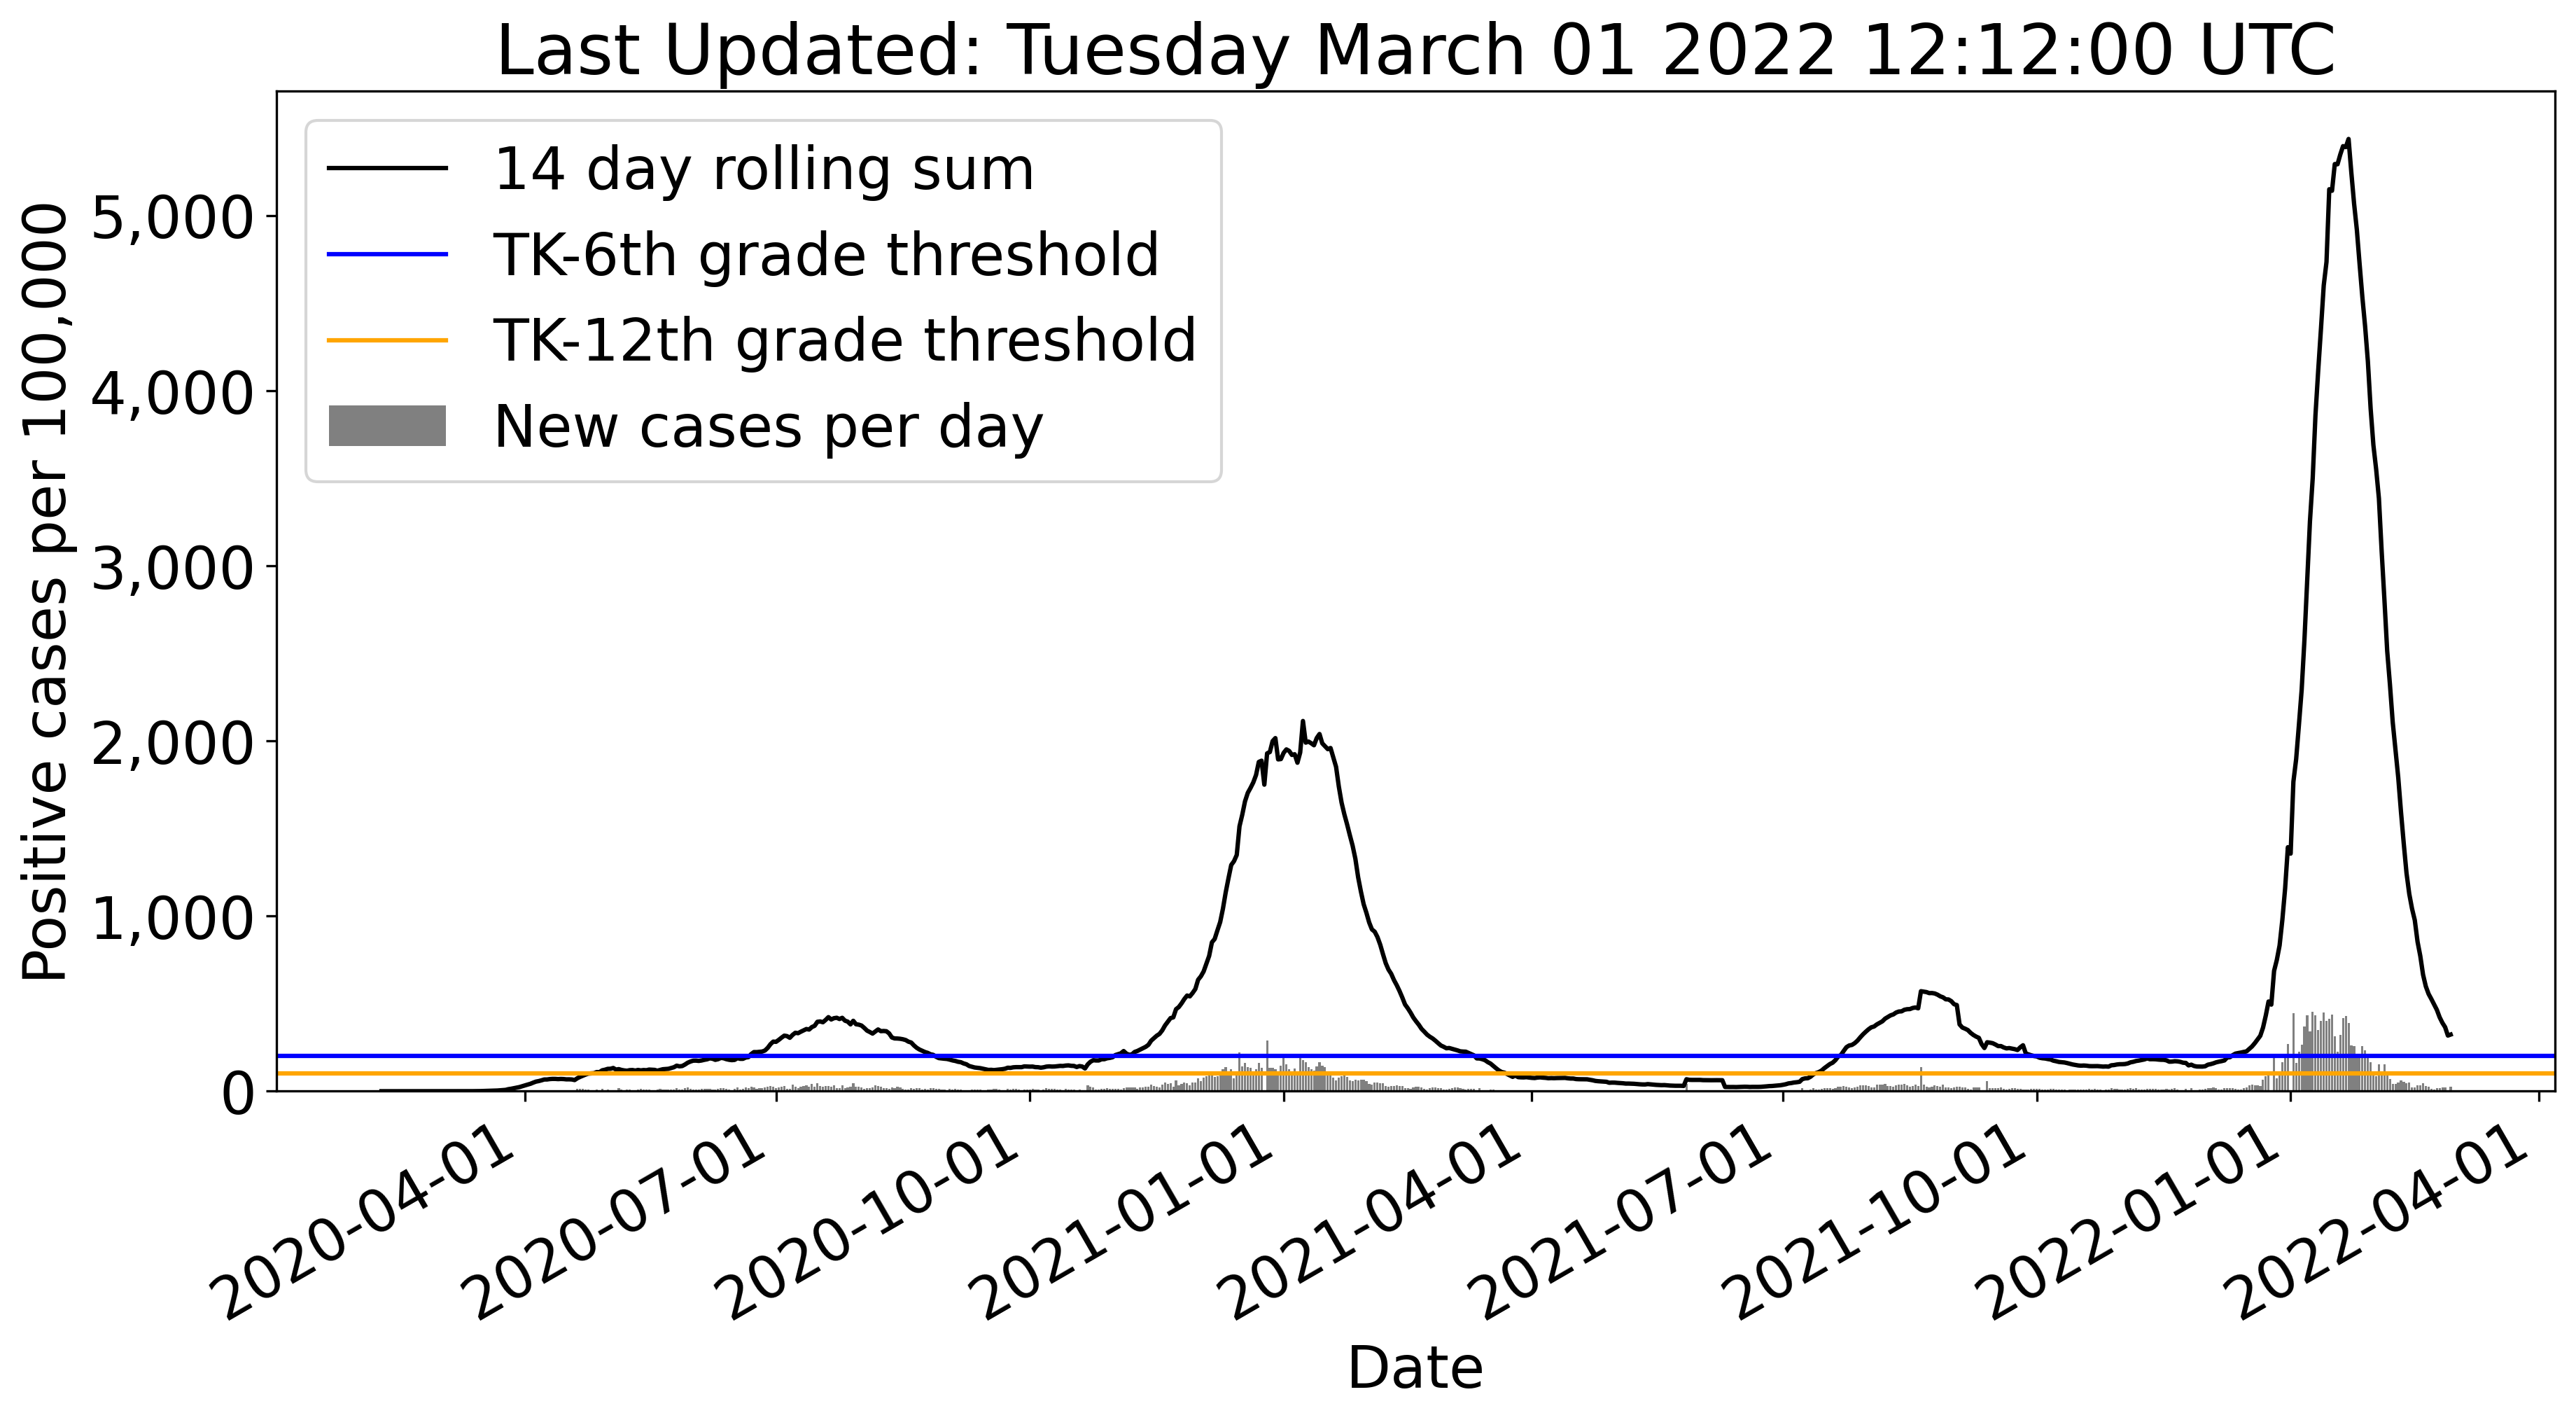 Last Updated: Tuesday March 01 2022 12:12:00 UTC
Positive cases per 100,000
14 day rolling sum
TK-6th grade threshold
TK-12th grade threshold
New cases per day
5,000
4,000
3,000
2,000
1,000
0
2020-04-01
2020-07-01
2020-10-01
2021-01-01
2021-04-01
2021-07-01
2021-10-01
2022-01-01
2022-04-01
Date